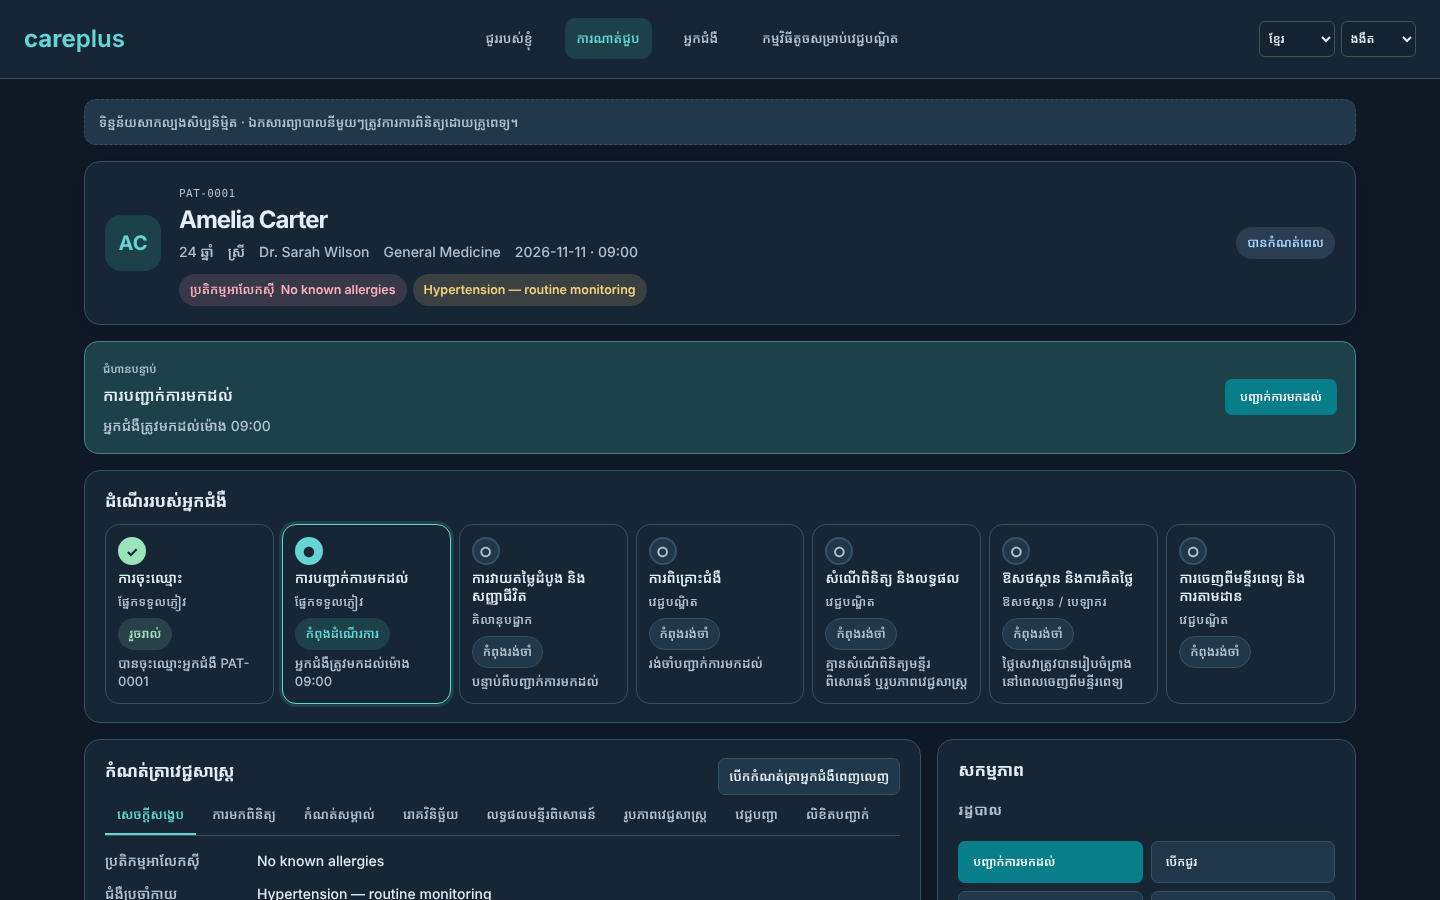 careplus
ជួររបស់ខ្ញុំ
ការណាត់ជួប
អ្នកជំងឺ
កម្មវិធីតូចសម្រាប់វេជ្ជបណ្ឌិត
ខ្មែរ
ងងឹត
ទិន្នន័យសាកល្បងសិប្បនិម្មិត · ឯកសារព្យាបាលនីមួយៗត្រូវការការពិនិត្យដោយគ្រូពេទ្យ។
PAT-0001
AC
Amelia Carter
24 ឆ្នាំ ស្រី Dr. Sarah Wilson General Medicine 2026-11-11 · 09:00
បានកំណត់ពេល
ប្រតិកម្មអាលែកស៊ី No known allergies
Hypertension — routine monitoring
ជំហានបន្ទាប់
ការបញ្ជាក់ការមកដល់
អ្នកជំងឺត្រូវមកដល់ម៉ោង 09:00
បញ្ជាក់ការមកដល់
ដំណើររបស់អ្នកជំងឺ
ការចុះឈ្មោះ
ផ្នែកទទួលភ្ញៀវ
រួចរាល់
បានចុះឈ្មោះអ្នកជំងឺ PAT-
0001
ការបញ្ជាក់ការមកដល់
ផ្នែកទទួលភ្ញៀវ
កំពុងដំណើរការ
អ្នកជំងឺត្រូវមកដល់ម៉ោង
09:00
ការវាយតម្លៃដំបូង និង
សញ្ញាជីវិត
គិលានុបដ្ឋាក
កំពុងរង់ចាំ
បន្ទាប់ពីបញ្ជាក់ការមកដល់
ការពិគ្រោះជំងឺ
វេជ្ជបណ្ឌិត
កំពុងរង់ចាំ
រង់ចាំបញ្ជាក់ការមកដល់
សំណើពិនិត្យ និងលទ្ធផល
វេជ្ជបណ្ឌិត
កំពុងរង់ចាំ
គ្មានសំណើពិនិត្យមន្ទីរ
ពិសោធន៍ ឬរូបភាពវេជ្ជសាស្ត្រ
ឱសថស្ថាន និងការគិតថ្លៃ
ឱសថស្ថាន / បេឡាករ
កំពុងរង់ចាំ
ថ្លៃសេវាត្រូវបានរៀបចំព្រាង
នៅពេលចេញពីមន្ទីរពេទ្យ
ការចេញពីមន្ទីរពេទ្យ និង
ការតាមដាន
វេជ្ជបណ្ឌិត
កំពុងរង់ចាំ
កំណត់ត្រាវេជ្ជសាស្ត្រ
បើកកំណត់ត្រាអ្នកជំងឺពេញលេញ
សេចក្តីសង្ខេប
ការមកពិនិត្យ
កំណត់សម្គាល់
រោគវិនិច្ឆ័យ
លទ្ធផលមន្ទីរពិសោធន៍
រូបភាពវេជ្ជសាស្ត្រ
វេជ្ជបញ្ជា
លិខិតបញ្ជាក់
ប្រតិកម្មអាលែកស៊ី No known allergies
ជំងឺប្រចាំកាយ Hypertension — routine monitoring
សកម្មភាព
រដ្ឋបាល
បញ្ជាក់ការមកដល់
បើកជួរ